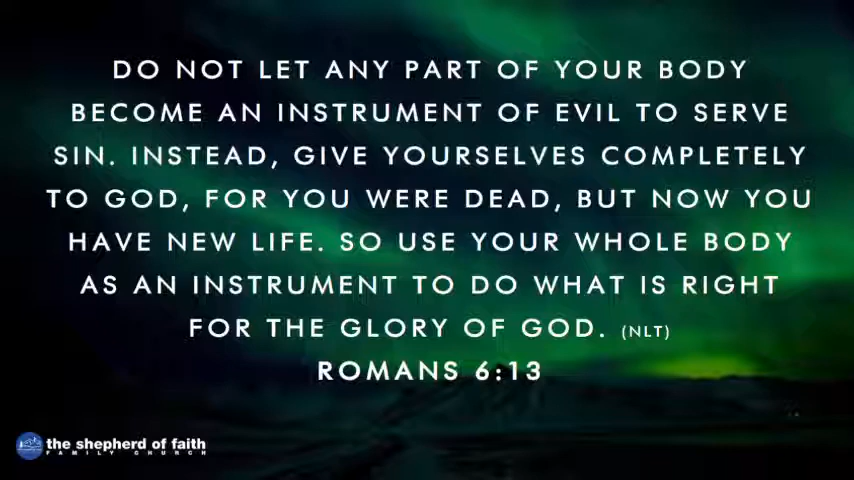 DO NOT LET ANY PART OF YOUR BODY
BECOME AN INSTRUMENT OF EVIL TO SERVE
SIN. INSTEAD, GIVE YOURSELVES COMPLETELY
TO GOD, FOR YOU WERE DEAD, BUT NOW YOU
HAVE NEW LIFE. SO USE YOUR WHOLE BODY
AS AN INSTRUMENT TO DO WHAT IS RIGHT
FOR THE GLORY OF GOD. (NLT)
ROMANS 6:13
the shepherd of faith
FAMILY CHURCH